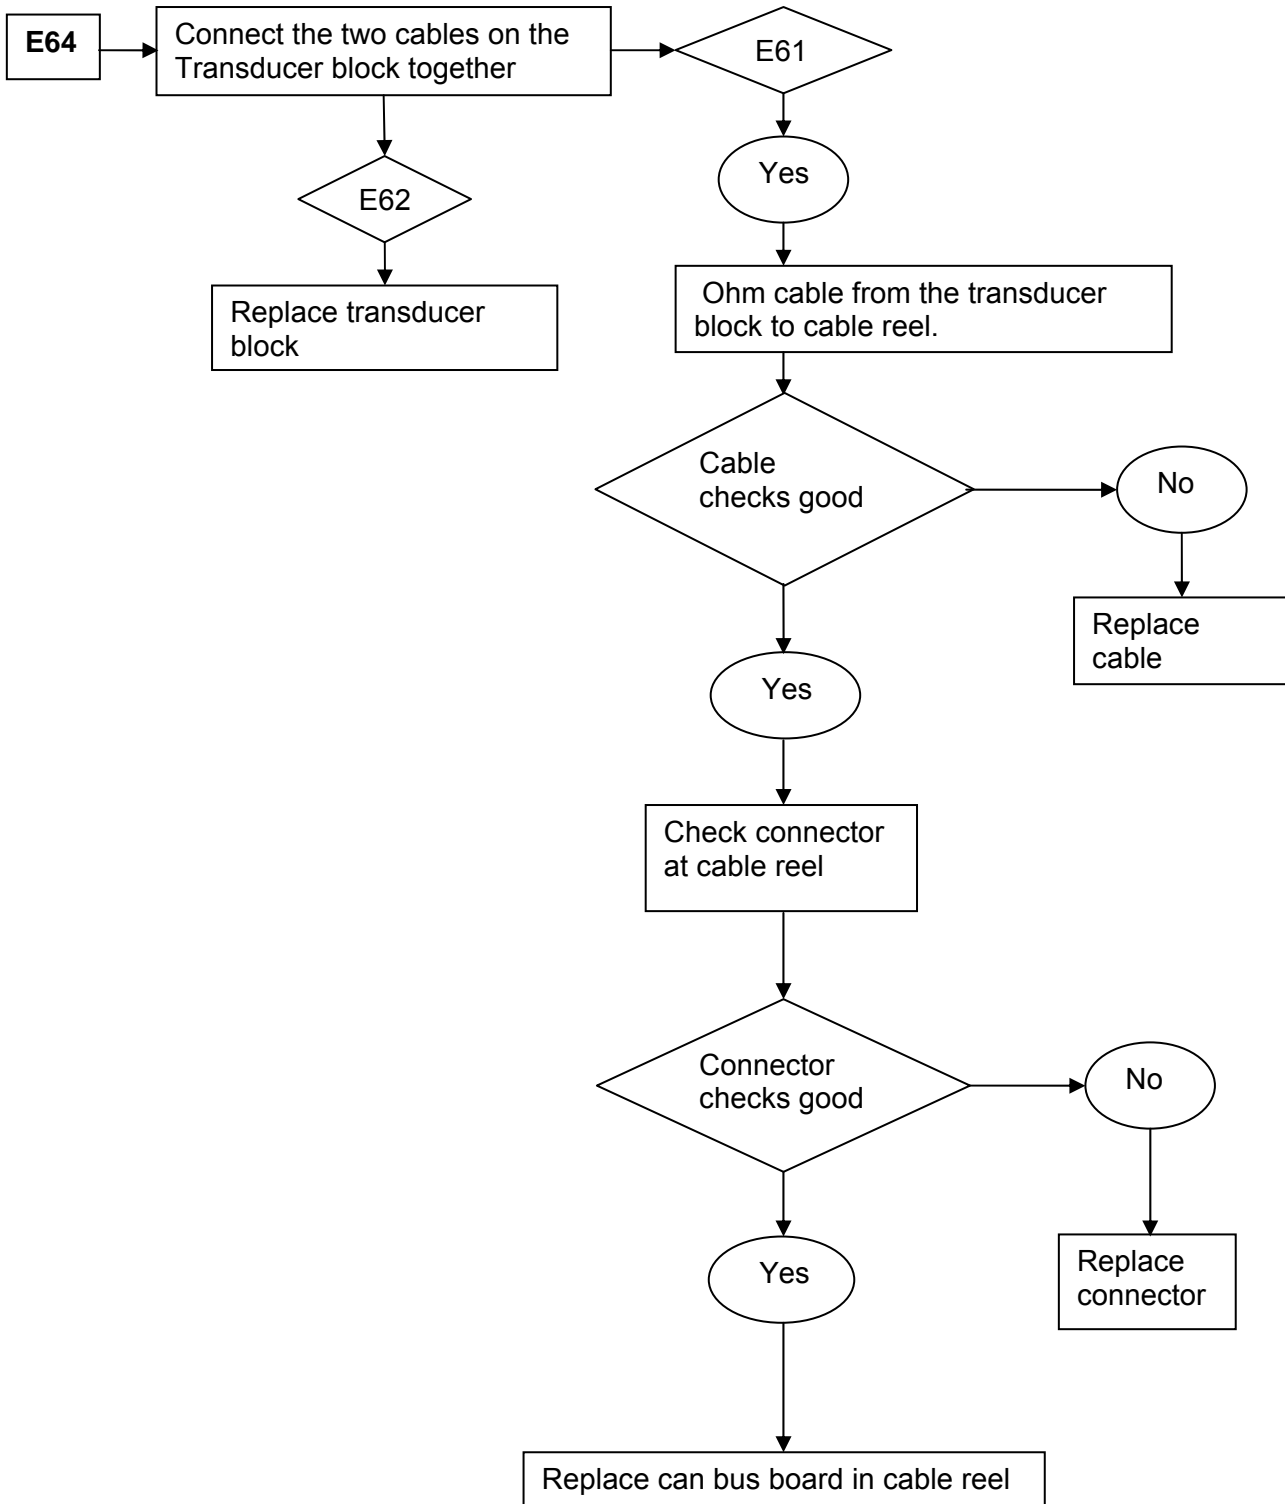 E64
Connect the two cables on the
Transducer block together
E61
E62
Yes
Replace transducer
block
Ohm cable from the transducer
block to cable reel.
Cable
checks good
No
Replace
cable
Yes
Check connector
at cable reel
Connector
checks good
No
Yes
Replace
connector
Replace can bus board in cable reel